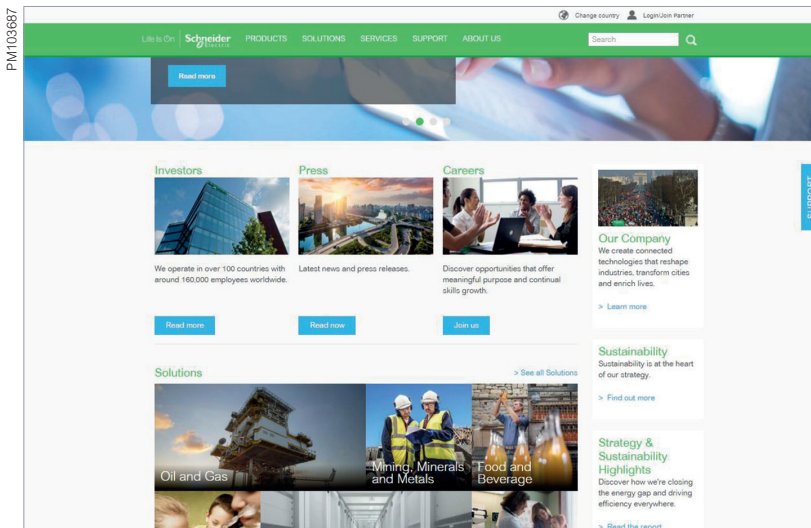 PM103687
Change country
Login/Join Partner
Life Is On Schneider Electric
PRODUCTS SOLUTIONS SERVICES SUPPORT ABOUT US
Search
Read more
Investors
We operate in over 100 countries with
around 160,000 employees worldwide.
Read more
Press
Latest news and press releases.
Read now
Careers
Discover opportunities that offer
meaningful purpose and continual
skills growth.
Join us
Our Company
We create connected
technologies that reshape
industries, transform cities
and enrich lives.
> Learn more
SUPPORT
Solutions
> See all Solutions
Oil and Gas
Mining, Minerals
and Metals
Food and
Beverage
Sustainability
Sustainability is at the heart
of our strategy.
> Find out more
Strategy &
Sustainability
Highlights
Discover how we're closing
the energy gap and driving
efficiency everywhere.
> Read the report